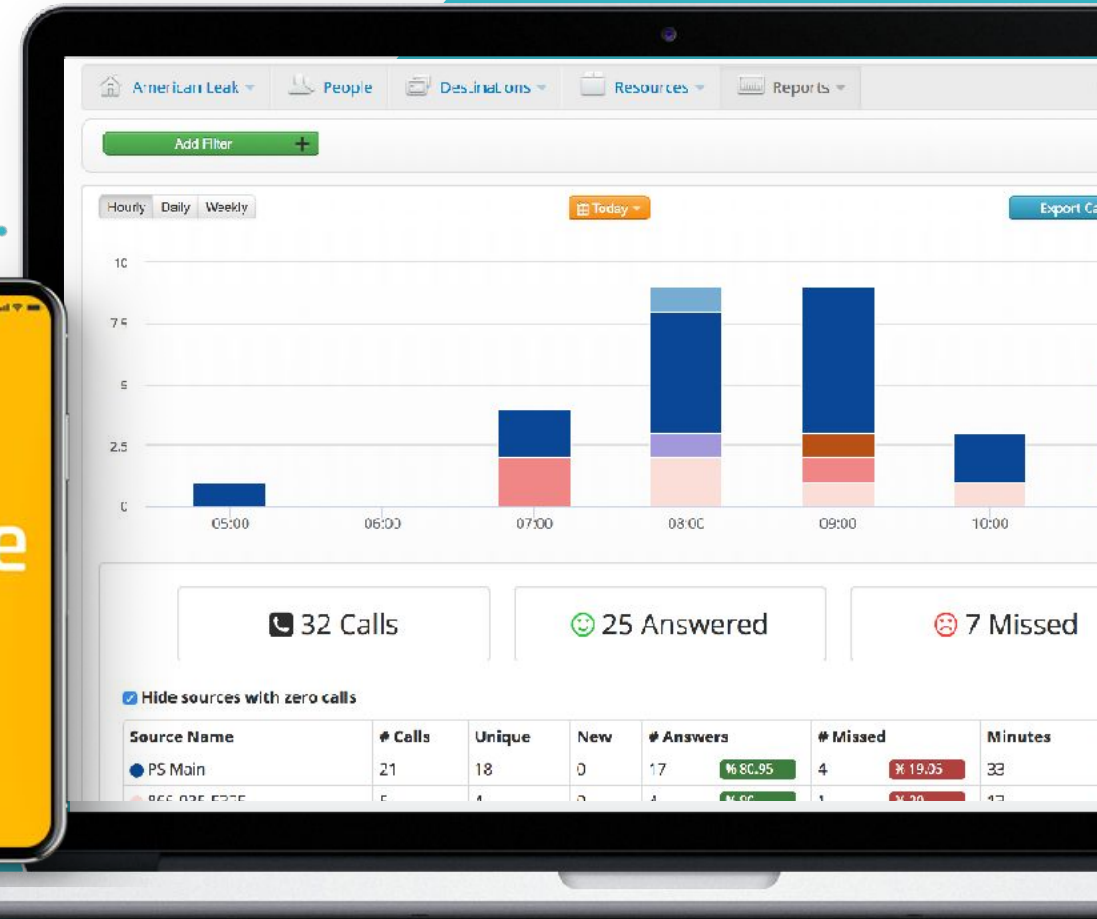 American Leak People Destinations Resources Reports
Add Filter +
Hourly Daily Weekly Today Export Ca
10
7.5
5
2.5
0
05:00 06:00 07:00 08:00 09:00 10:00
e
32 Calls 25 Answered 7 Missed
Hide sources with zero calls
Source Name # Calls Unique New # Answers # Missed Minutes
PS Main 21 18 0 17 % 80.95 4 % 19.05 33